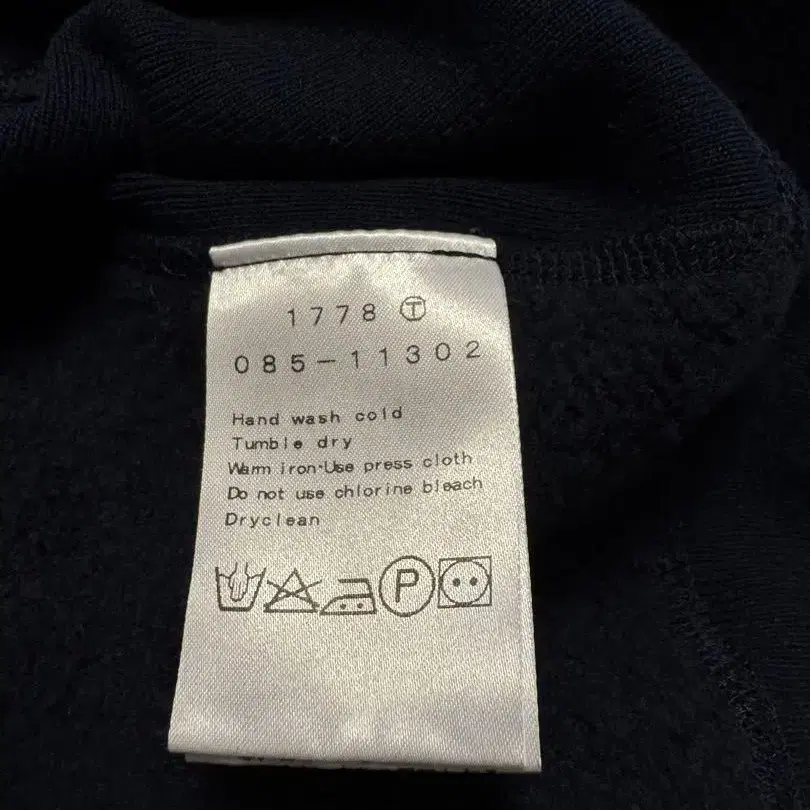 1778 Ⓣ
085-11302
Hand wash cold
Tumble dry
Warm iron·Use press cloth
Do not use chlorine bleach
Dryclean
P